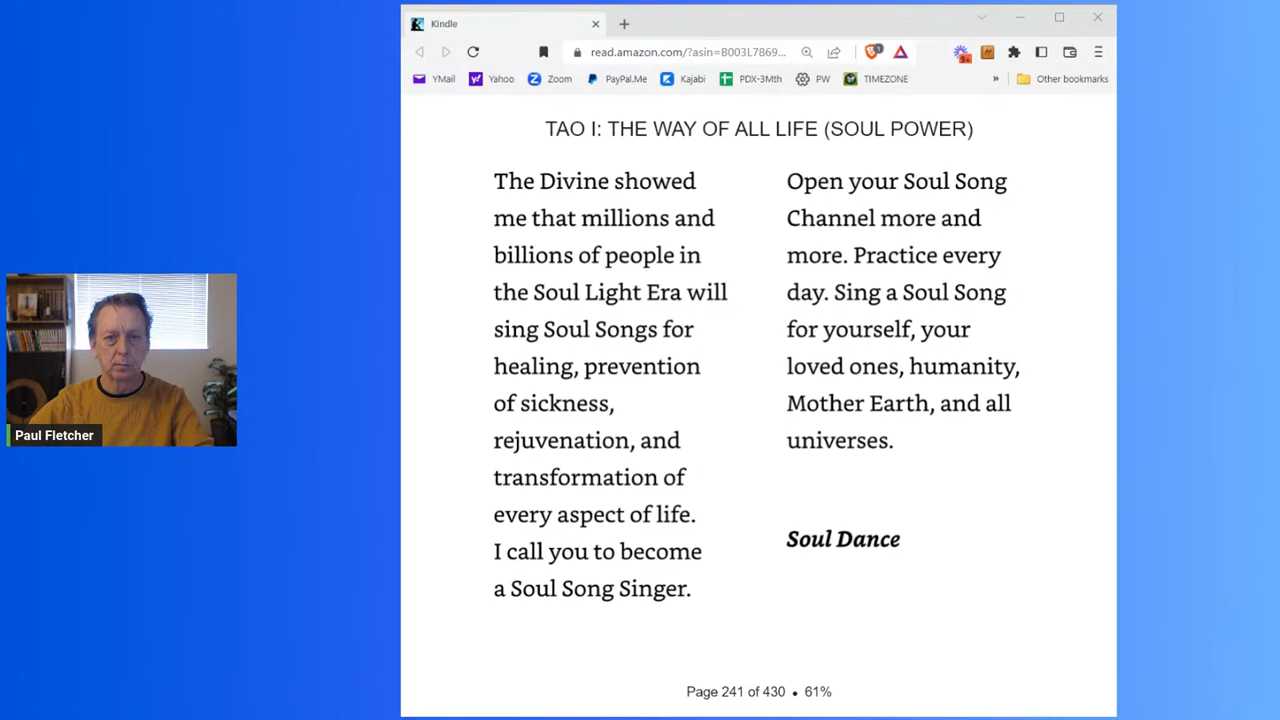 Kindle
read.amazon.com/?asin=B003L7869...
1
9+
YMail
Yahoo
Zoom
PayPal.Me
Kajabi
PDX-3Mth
PW
TIMEZONE
»
Other bookmarks
TAO I: THE WAY OF ALL LIFE (SOUL POWER)
The Divine showed
me that millions and
billions of people in
the Soul Light Era will
sing Soul Songs for
healing, prevention
of sickness,
rejuvenation, and
transformation of
every aspect of life.
I call you to become
a Soul Song Singer.
Open your Soul Song
Channel more and
more. Practice every
day. Sing a Soul Song
for yourself, your
loved ones, humanity,
Mother Earth, and all
universes.
Soul Dance
Page 241 of 430 • 61%
Paul Fletcher